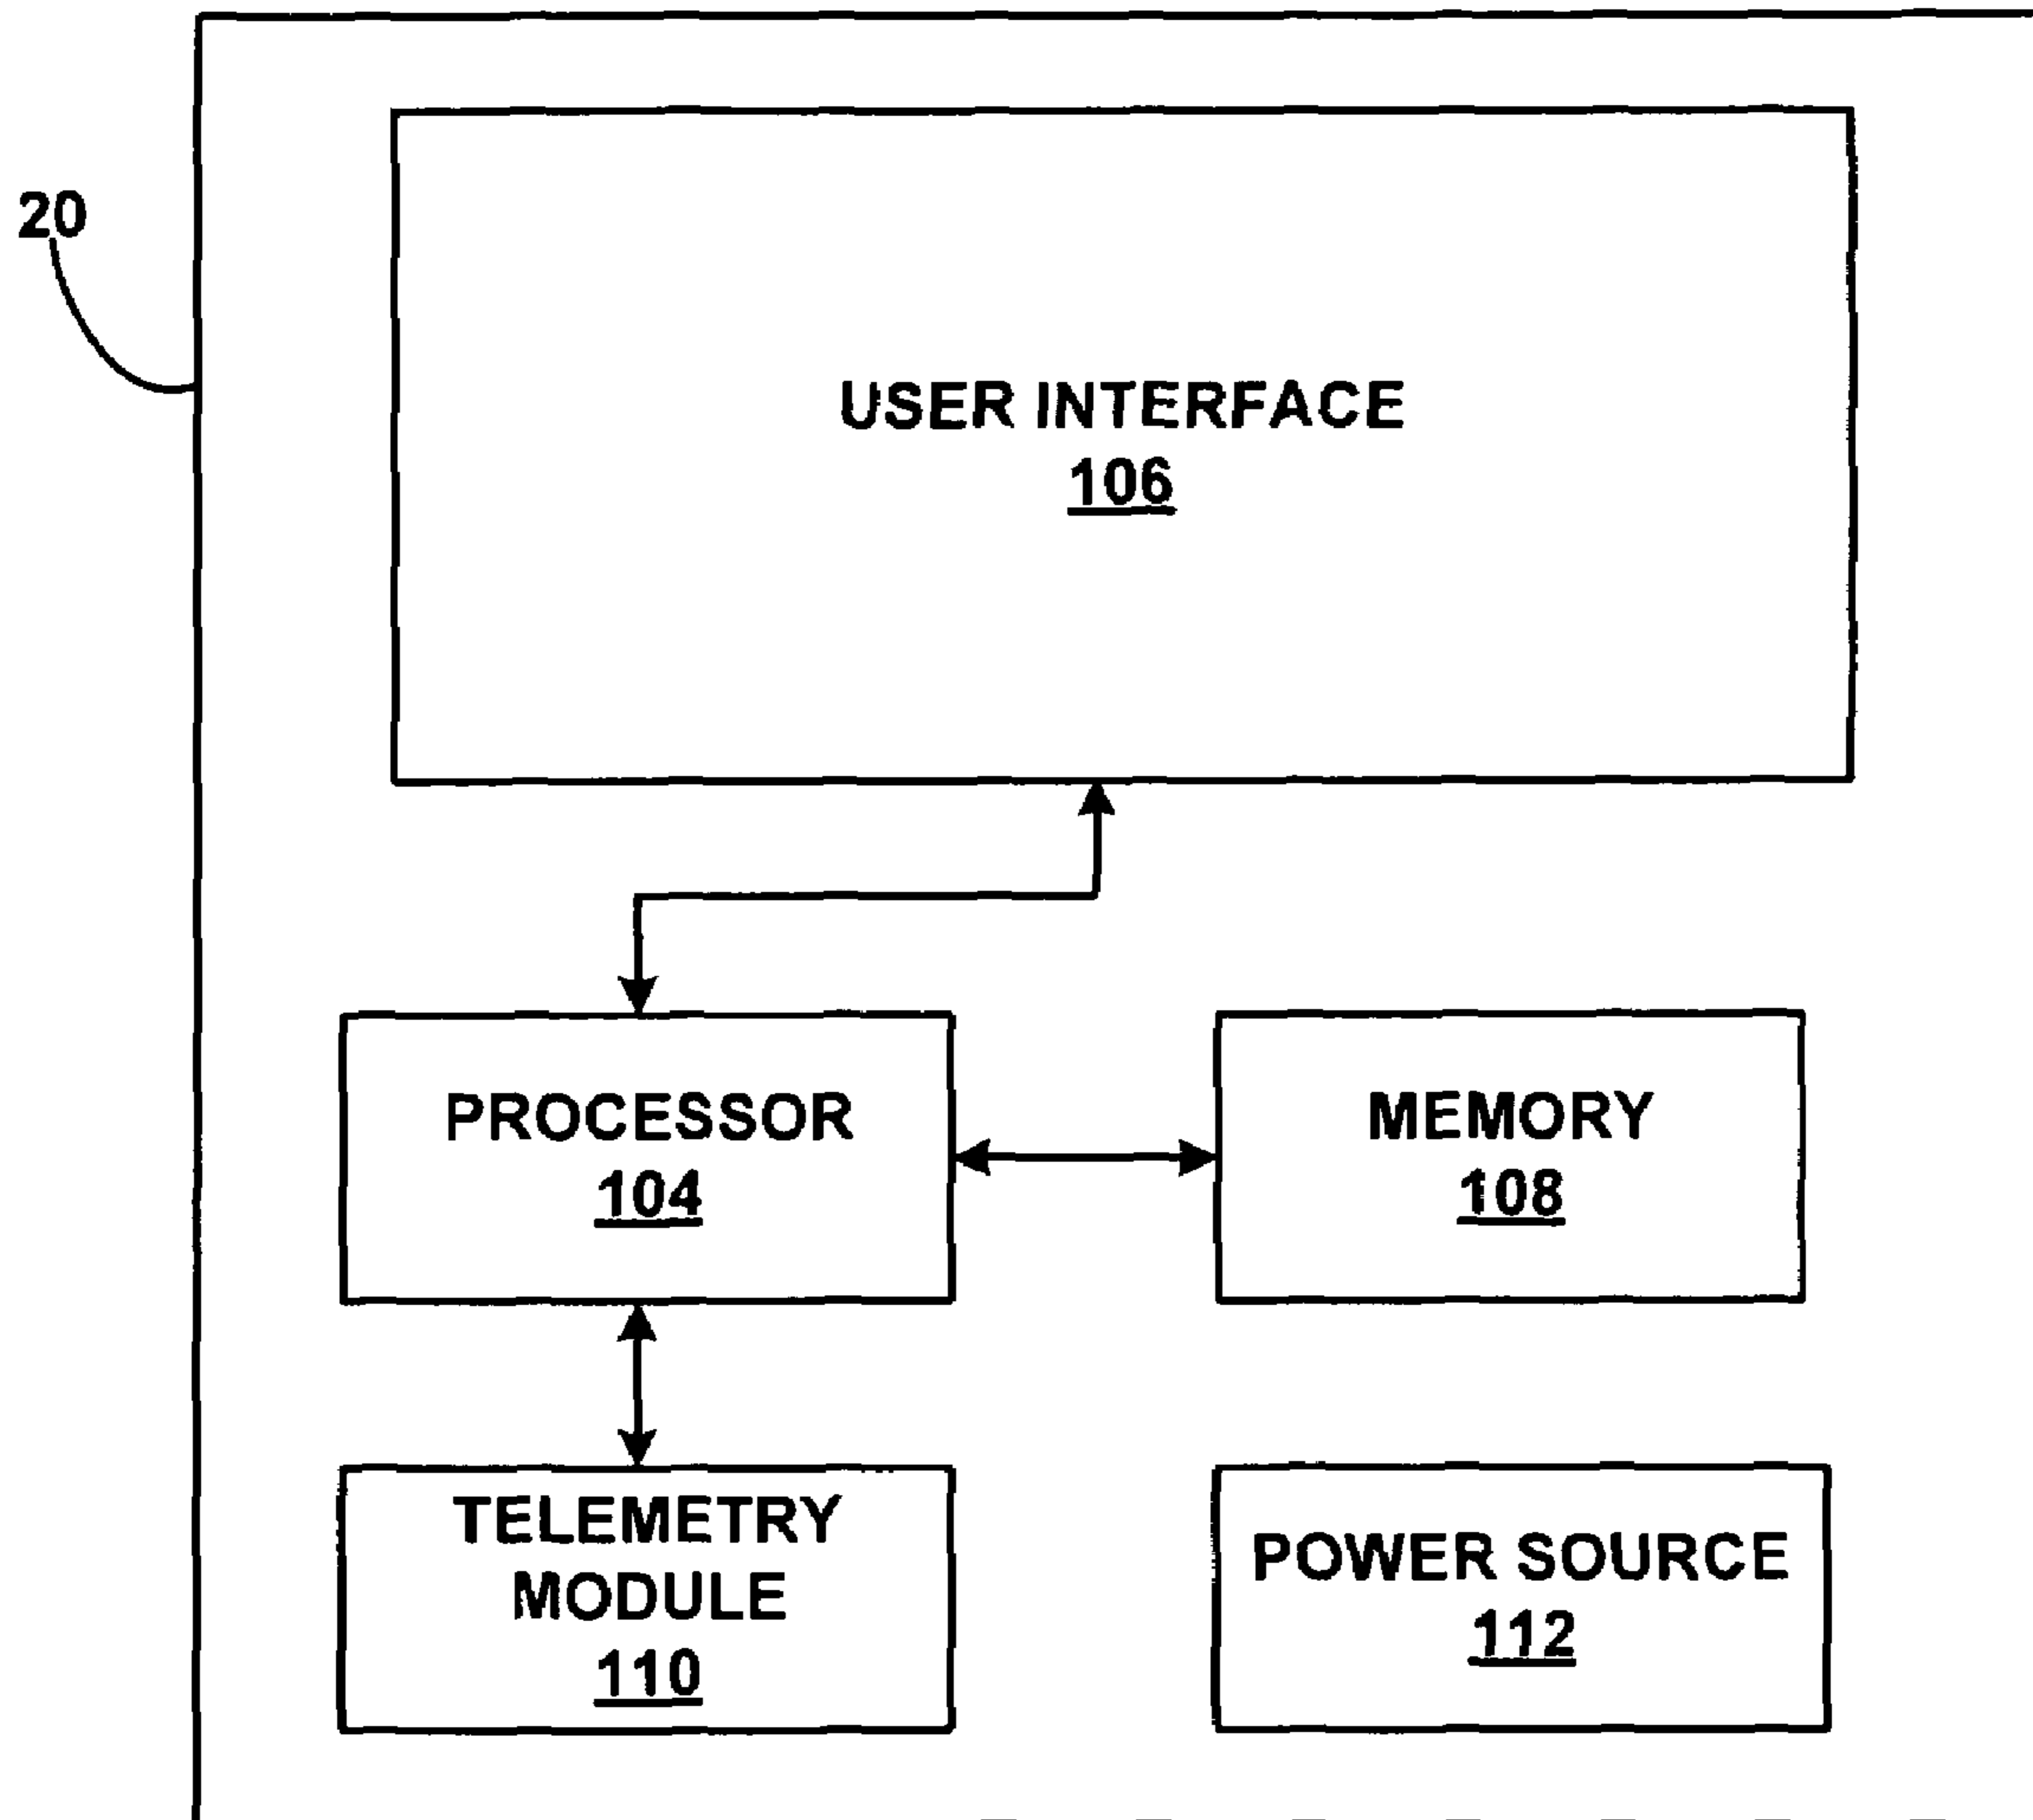 20
USER INTERFACE
106
PROCESSOR
104
MEMORY
108
TELEMETRY
MODULE
110
POWER SOURCE
112